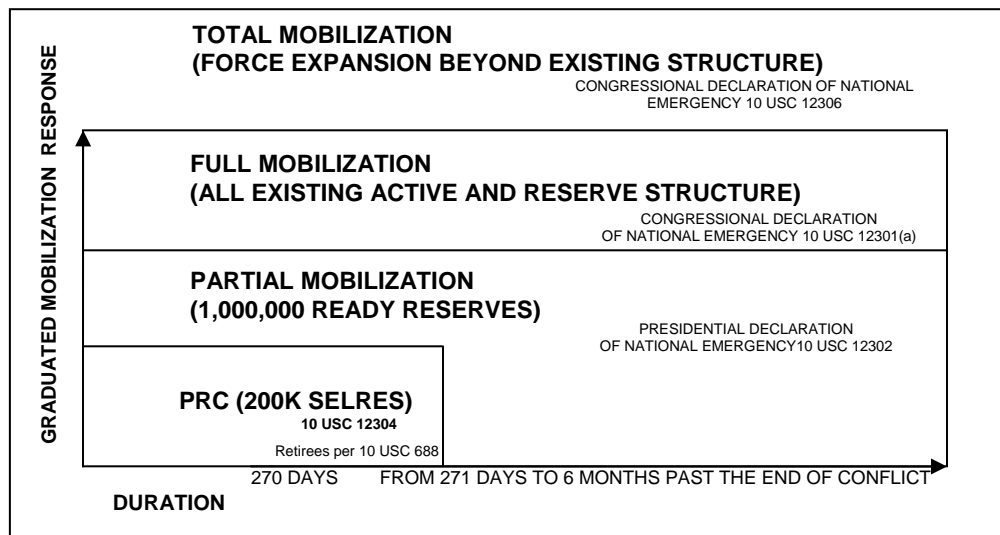 GRADUATED MOBILIZATION RESPONSE
TOTAL MOBILIZATION
(FORCE EXPANSION BEYOND EXISTING STRUCTURE)
CONGRESSIONAL DECLARATION OF NATIONAL
EMERGENCY 10 USC 12306
FULL MOBILIZATION
(ALL EXISTING ACTIVE AND RESERVE STRUCTURE)
CONGRESSIONAL DECLARATION
OF NATIONAL EMERGENCY 10 USC 12301(a)
PARTIAL MOBILIZATION
(1,000,000 READY RESERVES)
PRESIDENTIAL DECLARATION
OF NATIONAL EMERGENCY10 USC 12302
PRC (200K SELRES)
10 USC 12304
Retirees per 10 USC 688
270 DAYS
FROM 271 DAYS TO 6 MONTHS PAST THE END OF CONFLICT
DURATION